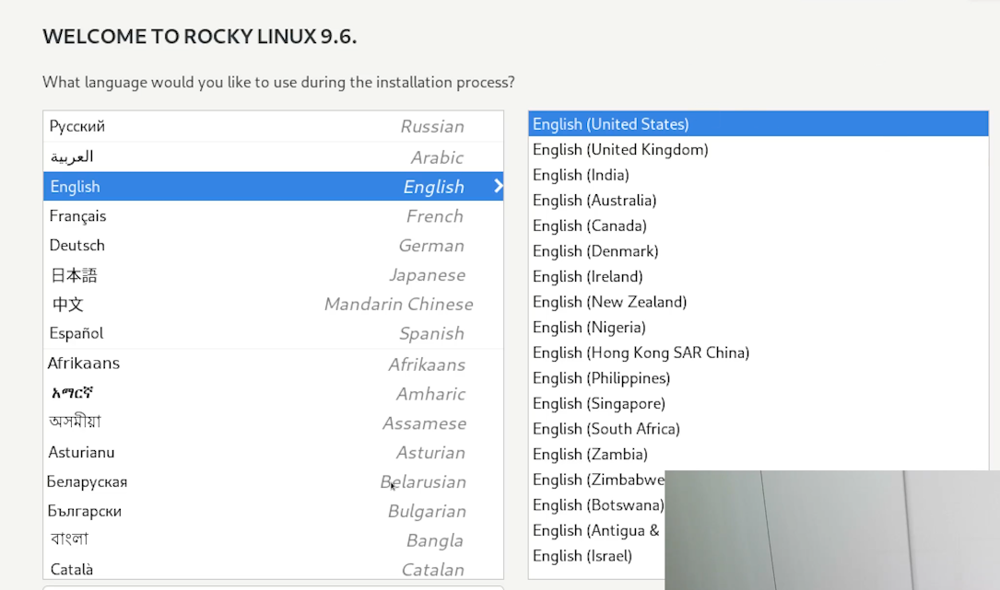 WELCOME TO ROCKY LINUX 9.6.
What language would you like to use during the installation process?
Русский Russian
العربية Arabic
English English
Français French
Deutsch German
日本語 Japanese
中文 Mandarin Chinese
Español Spanish
Afrikaans Afrikaans
አማርኛ Amharic
অসমীয়া Assamese
Asturianu Asturian
Беларуская Belarusian
Български Bulgarian
বাংলা Bangla
Català Catalan
English (United States)
English (United Kingdom)
English (India)
English (Australia)
English (Canada)
English (Denmark)
English (Ireland)
English (New Zealand)
English (Nigeria)
English (Hong Kong SAR China)
English (Philippines)
English (Singapore)
English (South Africa)
English (Zambia)
English (Zimbabwe
English (Botswana)
English (Antigua &
English (Israel)